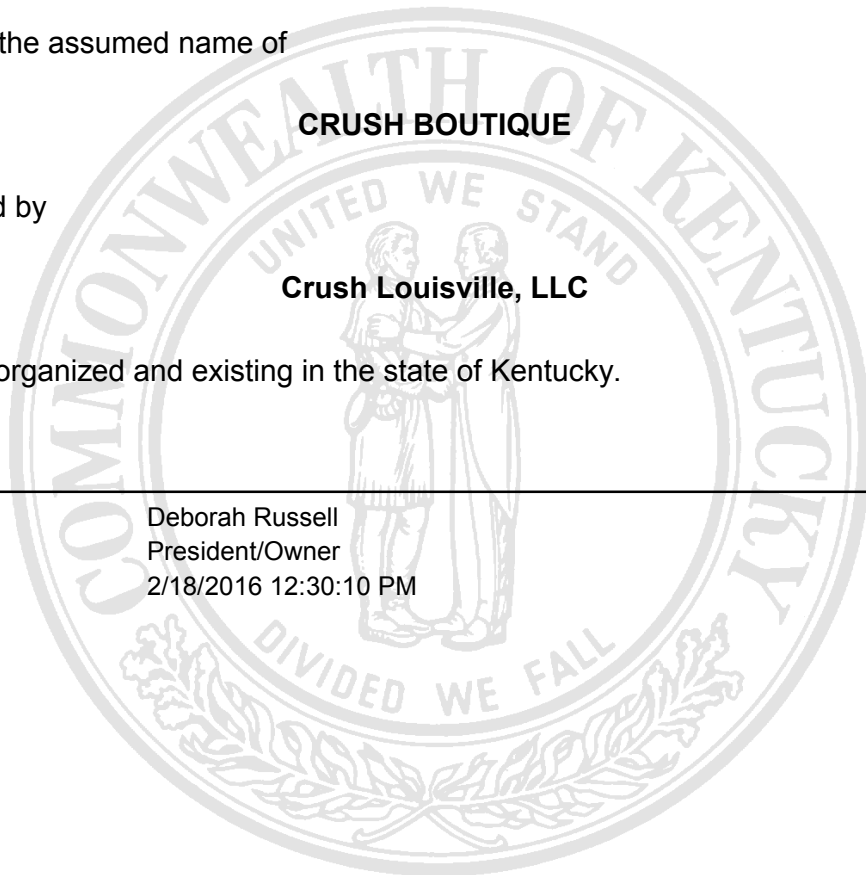 the assumed name of
CRUSH BOUTIQUE
d by
Crush Louisville, LLC
organized and existing in the state of Kentucky.
Deborah Russell
President/Owner
2/18/2016 12:30:10 PM
COMMONWEALTH OF KENTUCKY
UNITED WE STAND
DIVIDED WE FALL